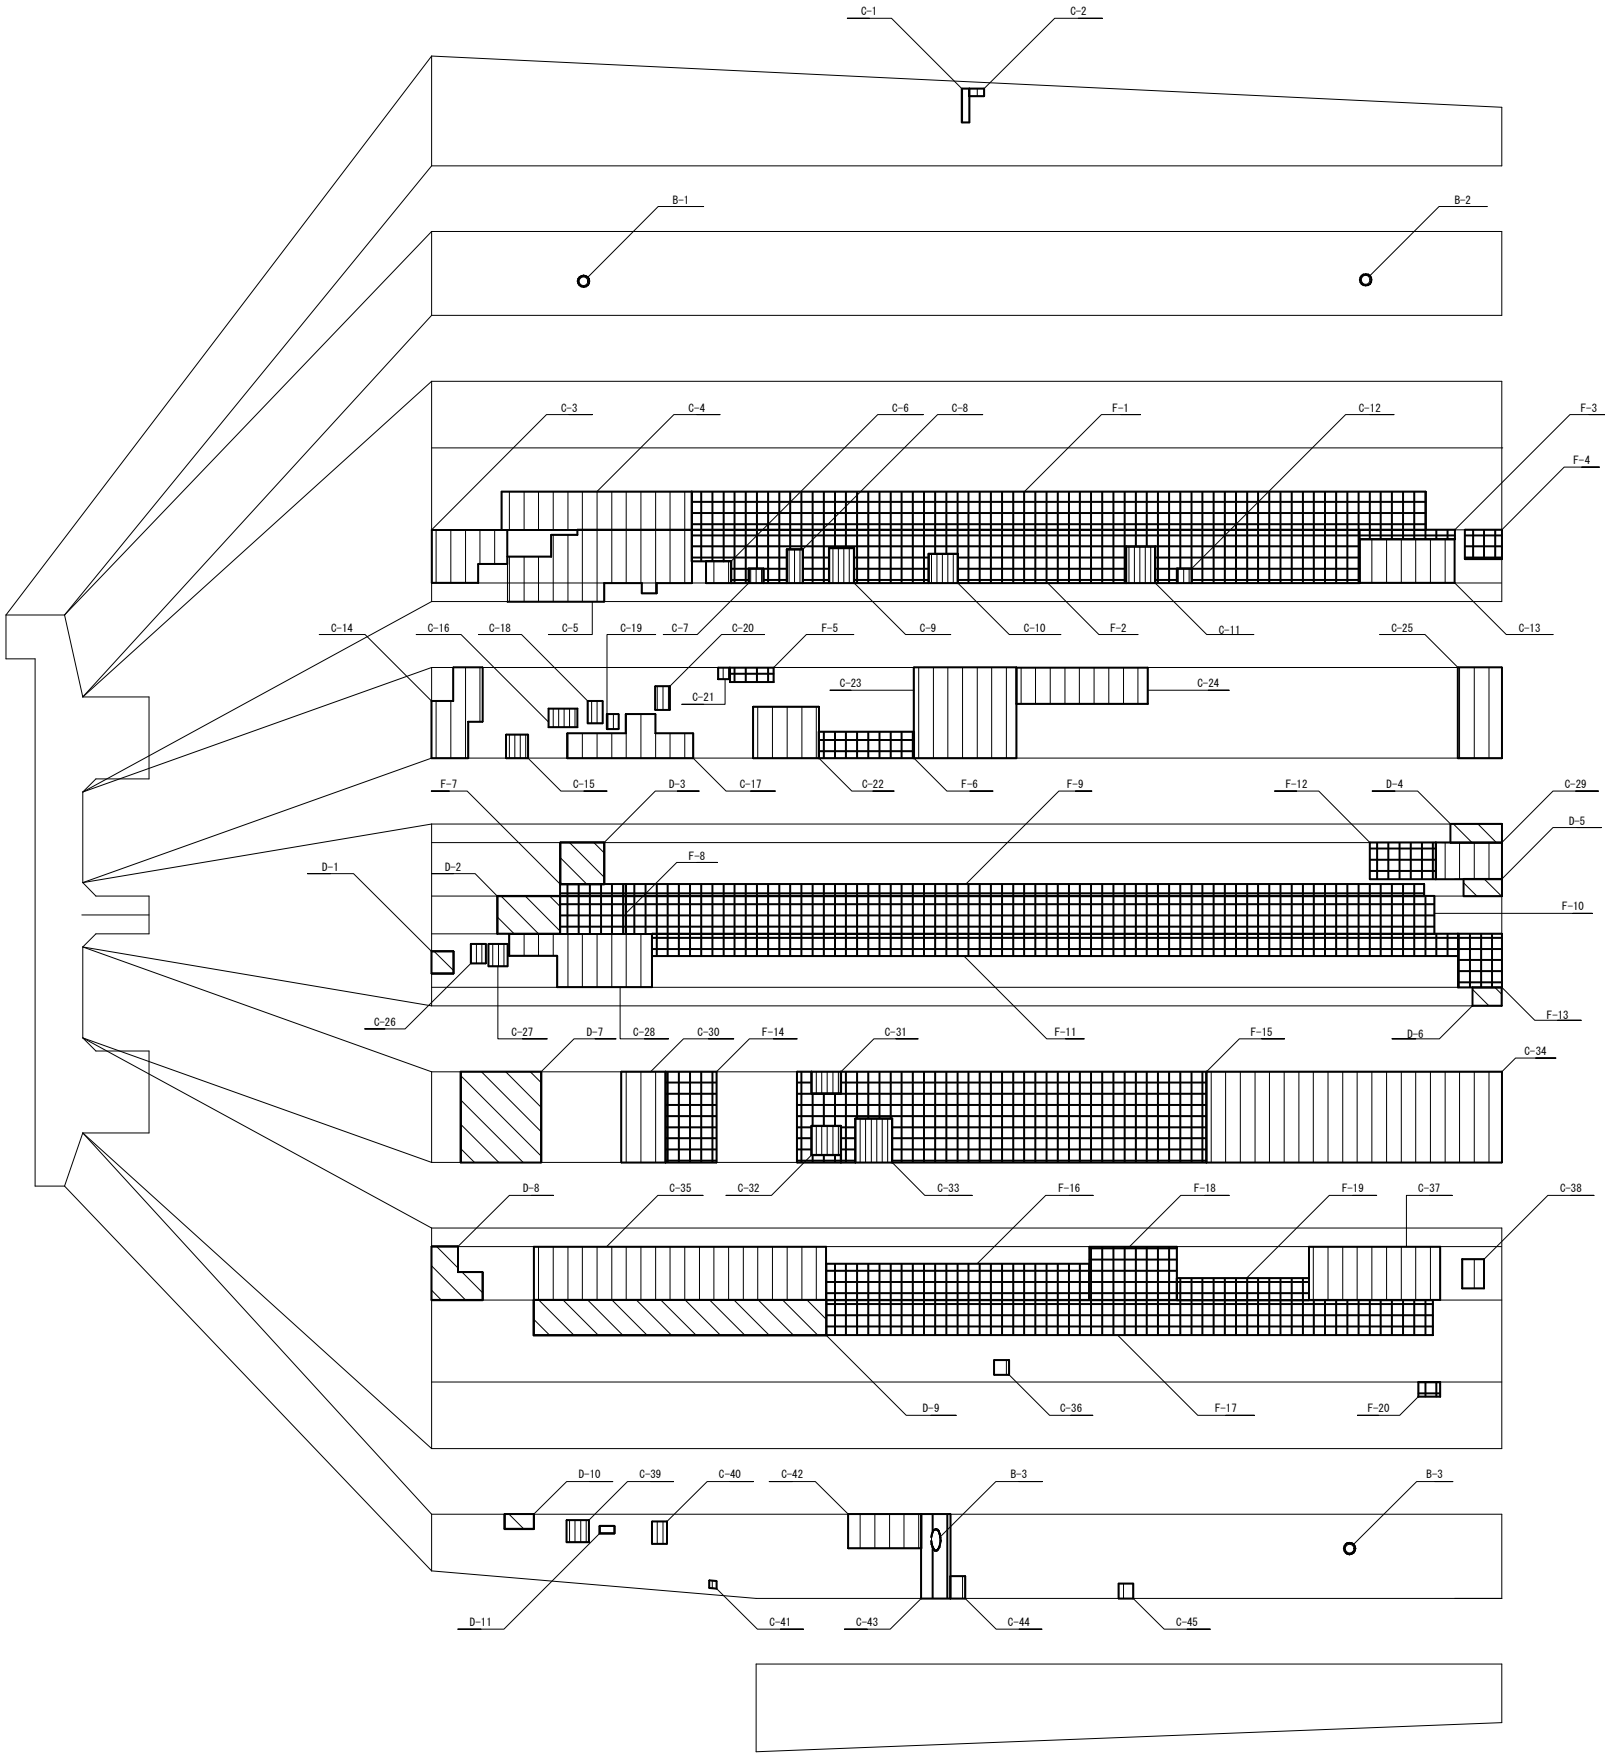 C-1 C-2
B-1 B-2
C-3 C-4 C-6 C-8 F-1 C-12 F-3
F-4
C-14 C-16 C-18 C-5 C-19 C-7 C-20 F-5 C-9 C-10 F-2 C-11 C-25 C-13
C-21 C-23 C-24
F-7 C-15 D-3 C-17 C-22 F-6 F-9 F-12 D-4 C-29
D-5
D-1 D-2 F-8
F-10
C-26 F-13
C-27 D-7 C-28 C-30 F-14 C-31 F-11 F-15 D-6
C-34
D-8 C-35 C-32 C-33 F-16 F-18 F-19 C-37 C-38
D-9 C-36 F-17 F-20
D-10 C-39 C-40 C-42 B-3 B-3
D-11 C-41 C-43 C-44 C-45